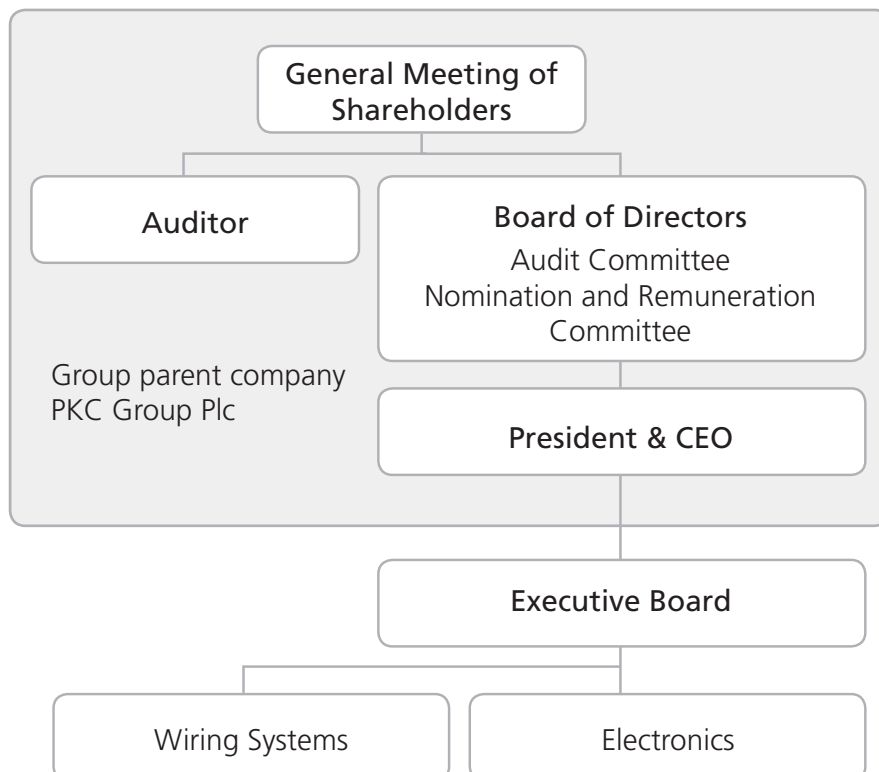 General Meeting of
Shareholders
Auditor
Board of Directors
Audit Committee
Nomination and Remuneration
Committee
Group parent company
PKC Group Plc
President & CEO
Executive Board
Wiring Systems
Electronics